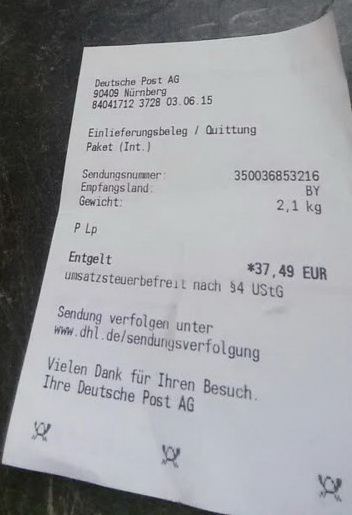 Deutsche Post AG
90409 Nürnberg
84041712 3728 03.06.15
Einlieferungsbeleg / Quittung
Paket (Int.)
Sendungsnummer: 350036853216
Empfangsland: BY
Gewicht: 2,1 kg
P Lp
Entgelt *37,49 EUR
umsatzsteuerbefreit nach §4 UStG
Sendung verfolgen unter
www.dhl.de/sendungsverfolgung
Vielen Dank für Ihren Besuch.
Ihre Deutsche Post AG